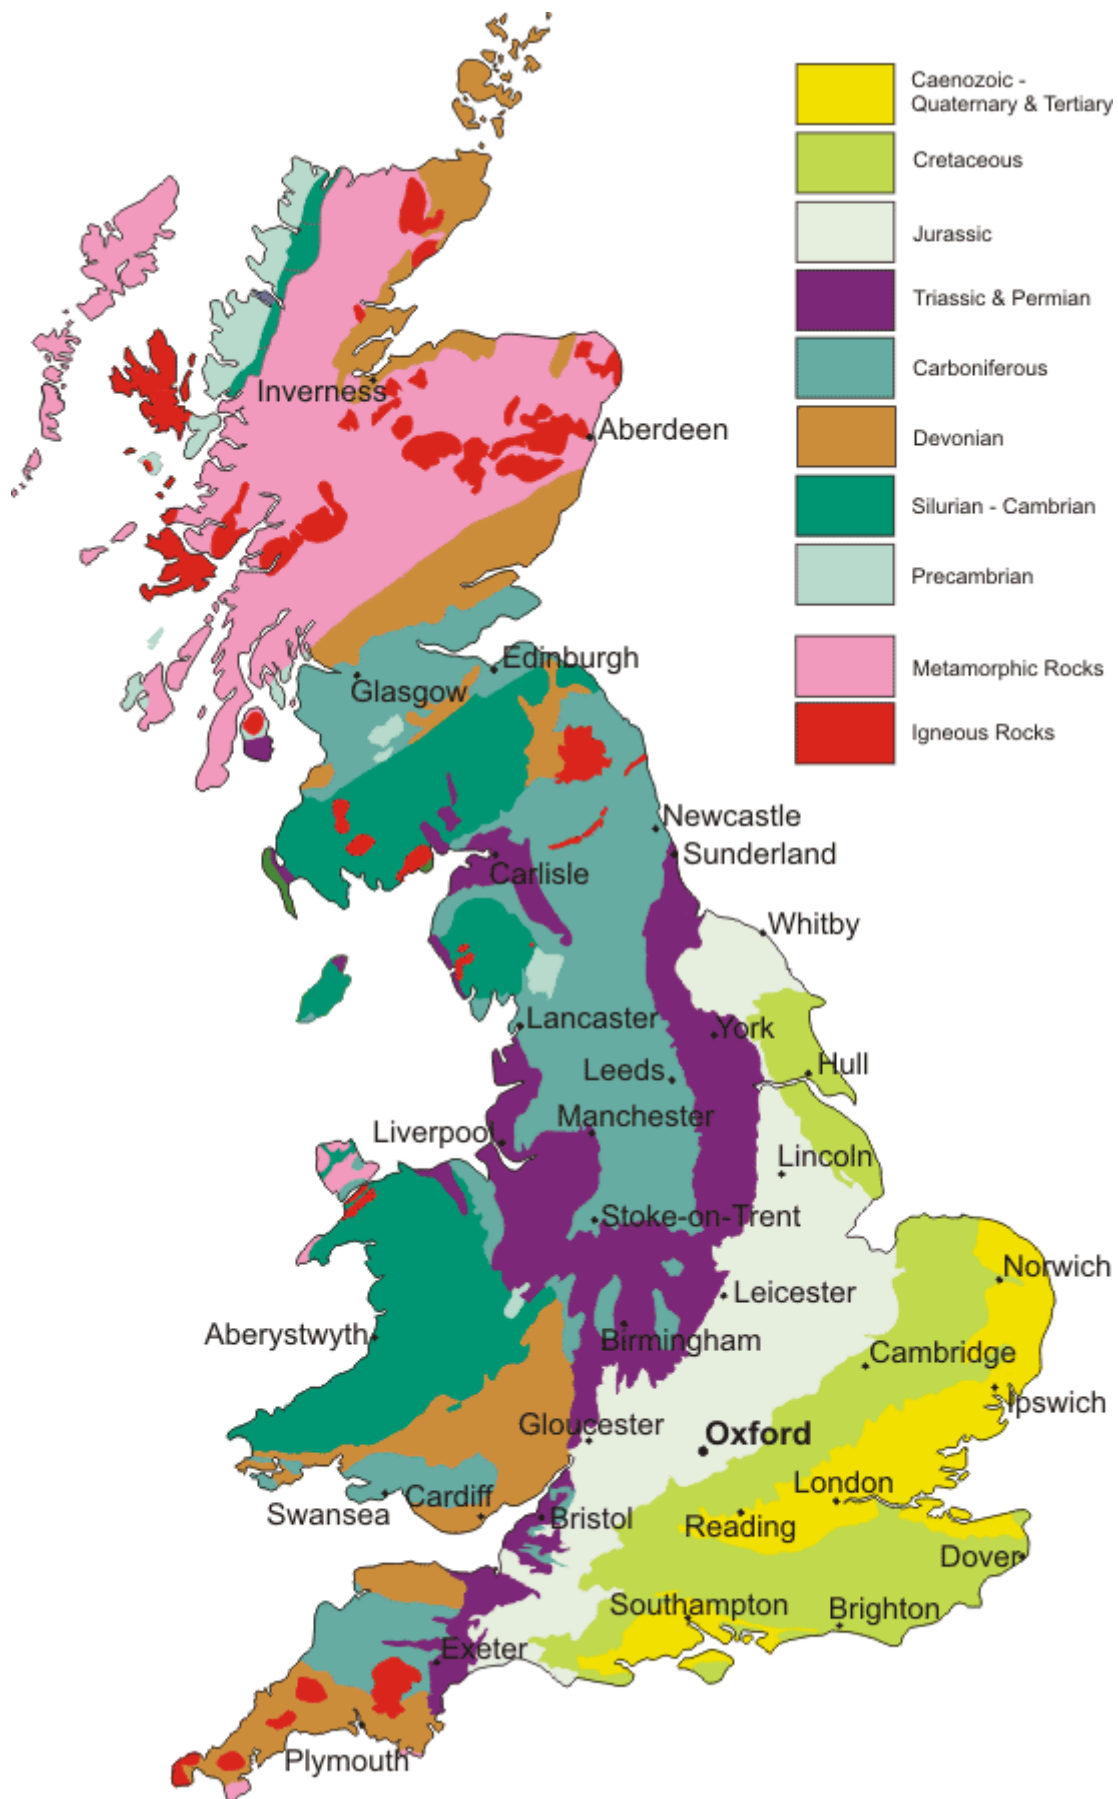 Caenozoic -
Quaternary & Tertiary
Cretaceous
Jurassic
Triassic & Permian
Carboniferous
Devonian
Silurian - Cambrian
Precambrian
Metamorphic Rocks
Igneous Rocks
Inverness
Aberdeen
Edinburgh
Glasgow
Newcastle
Sunderland
Carlisle
Whitby
Lancaster
York
Leeds
Hull
Manchester
Liverpool
Lincoln
Stoke-on-Trent
Norwich
Leicester
Aberystwyth
Birmingham
Cambridge
Ipswich
Gloucester
Oxford
London
Swansea
Cardiff
Bristol
Reading
Dover
Southampton
Brighton
Exeter
Plymouth